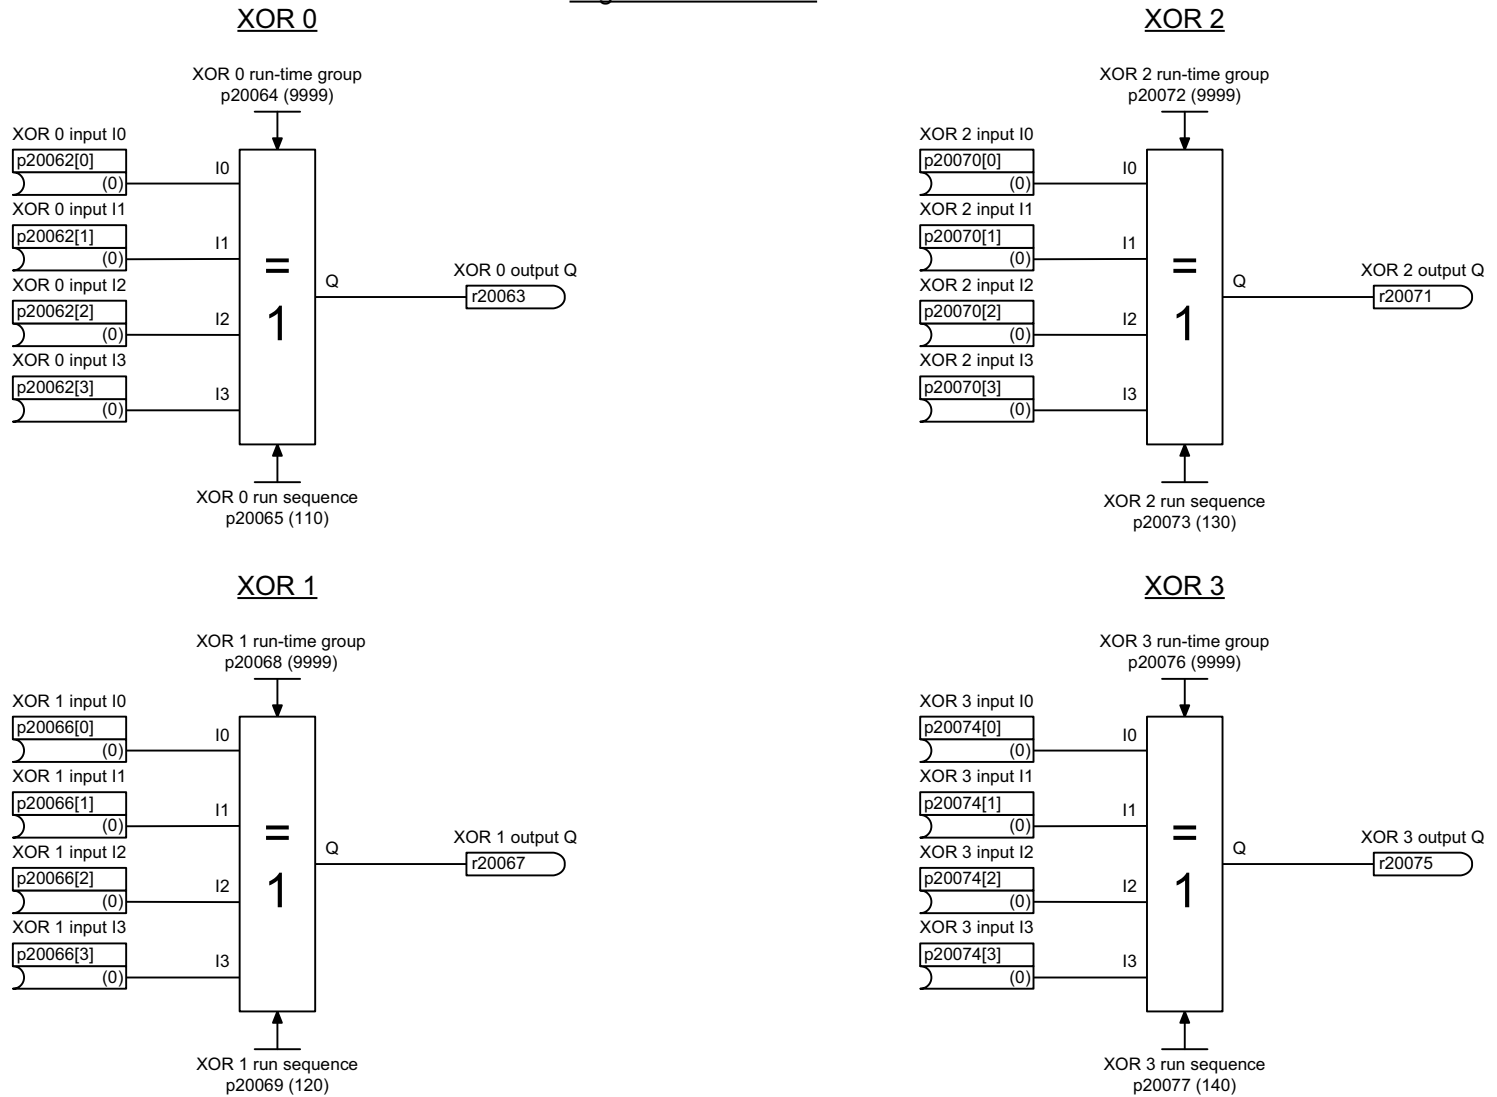 XOR 0
XOR 0 run-time group
p20064 (9999)
XOR 0 input I0
p20062[0]
(0)
I0
XOR 0 input I1
p20062[1]
(0)
I1
XOR 0 input I2
p20062[2]
(0)
I2
XOR 0 input I3
p20062[3]
(0)
I3
=
1
Q
XOR 0 output Q
r20063
XOR 0 run sequence
p20065 (110)
XOR 2
XOR 2 run-time group
p20072 (9999)
XOR 2 input I0
p20070[0]
(0)
I0
XOR 2 input I1
p20070[1]
(0)
I1
XOR 2 input I2
p20070[2]
(0)
I2
XOR 2 input I3
p20070[3]
(0)
I3
=
1
Q
XOR 2 output Q
r20071
XOR 2 run sequence
p20073 (130)
XOR 1
XOR 1 run-time group
p20068 (9999)
XOR 1 input I0
p20066[0]
(0)
I0
XOR 1 input I1
p20066[1]
(0)
I1
XOR 1 input I2
p20066[2]
(0)
I2
XOR 1 input I3
p20066[3]
(0)
I3
=
1
Q
XOR 1 output Q
r20067
XOR 1 run sequence
p20069 (120)
XOR 3
XOR 3 run-time group
p20076 (9999)
XOR 3 input I0
p20074[0]
(0)
I0
XOR 3 input I1
p20074[1]
(0)
I1
XOR 3 input I2
p20074[2]
(0)
I2
XOR 3 input I3
p20074[3]
(0)
I3
=
1
Q
XOR 3 output Q
r20075
XOR 3 run sequence
p20077 (140)